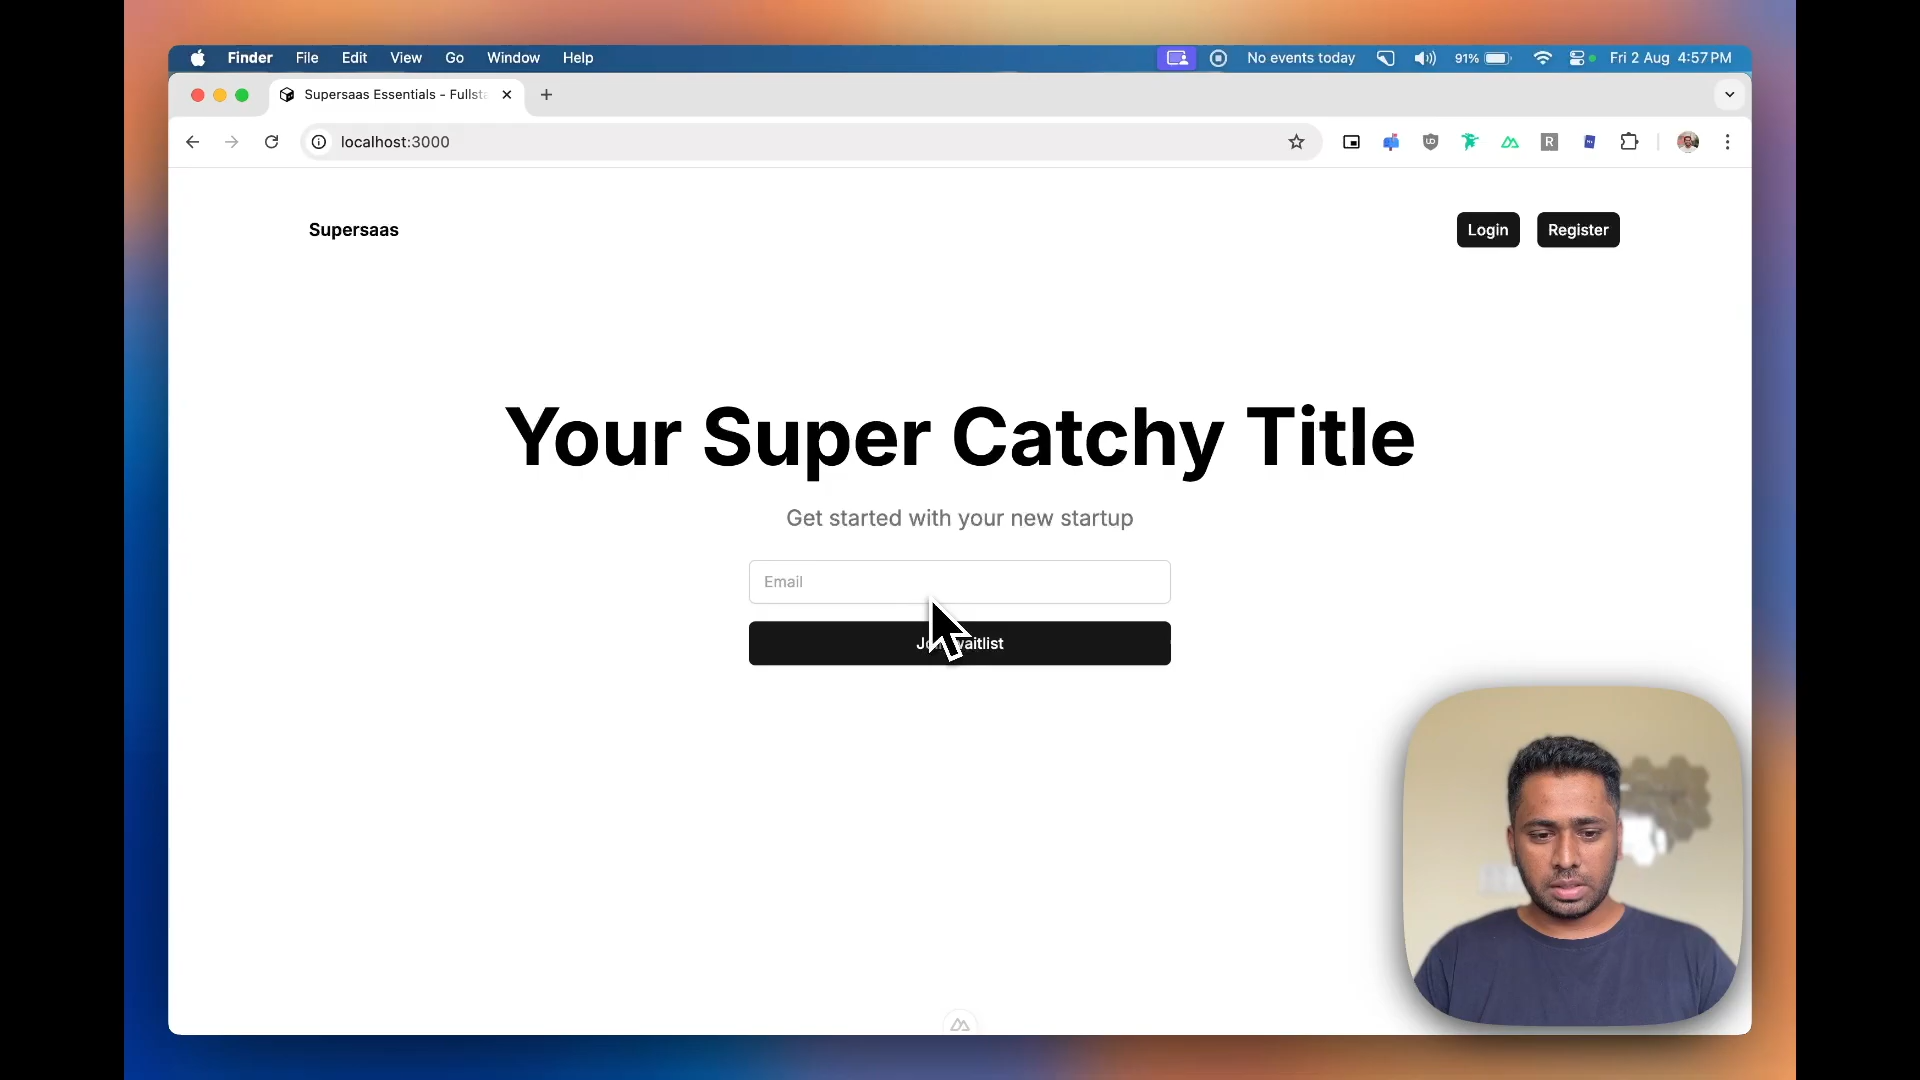 Finder File Edit View Go Window Help No events today 91% Fri 2 Aug 4:57 PM
Supersaas Essentials - Fullst
localhost:3000
R
Supersaas Login Register
Your Super Catchy Title
Get started with your new startup
Email
waitlist